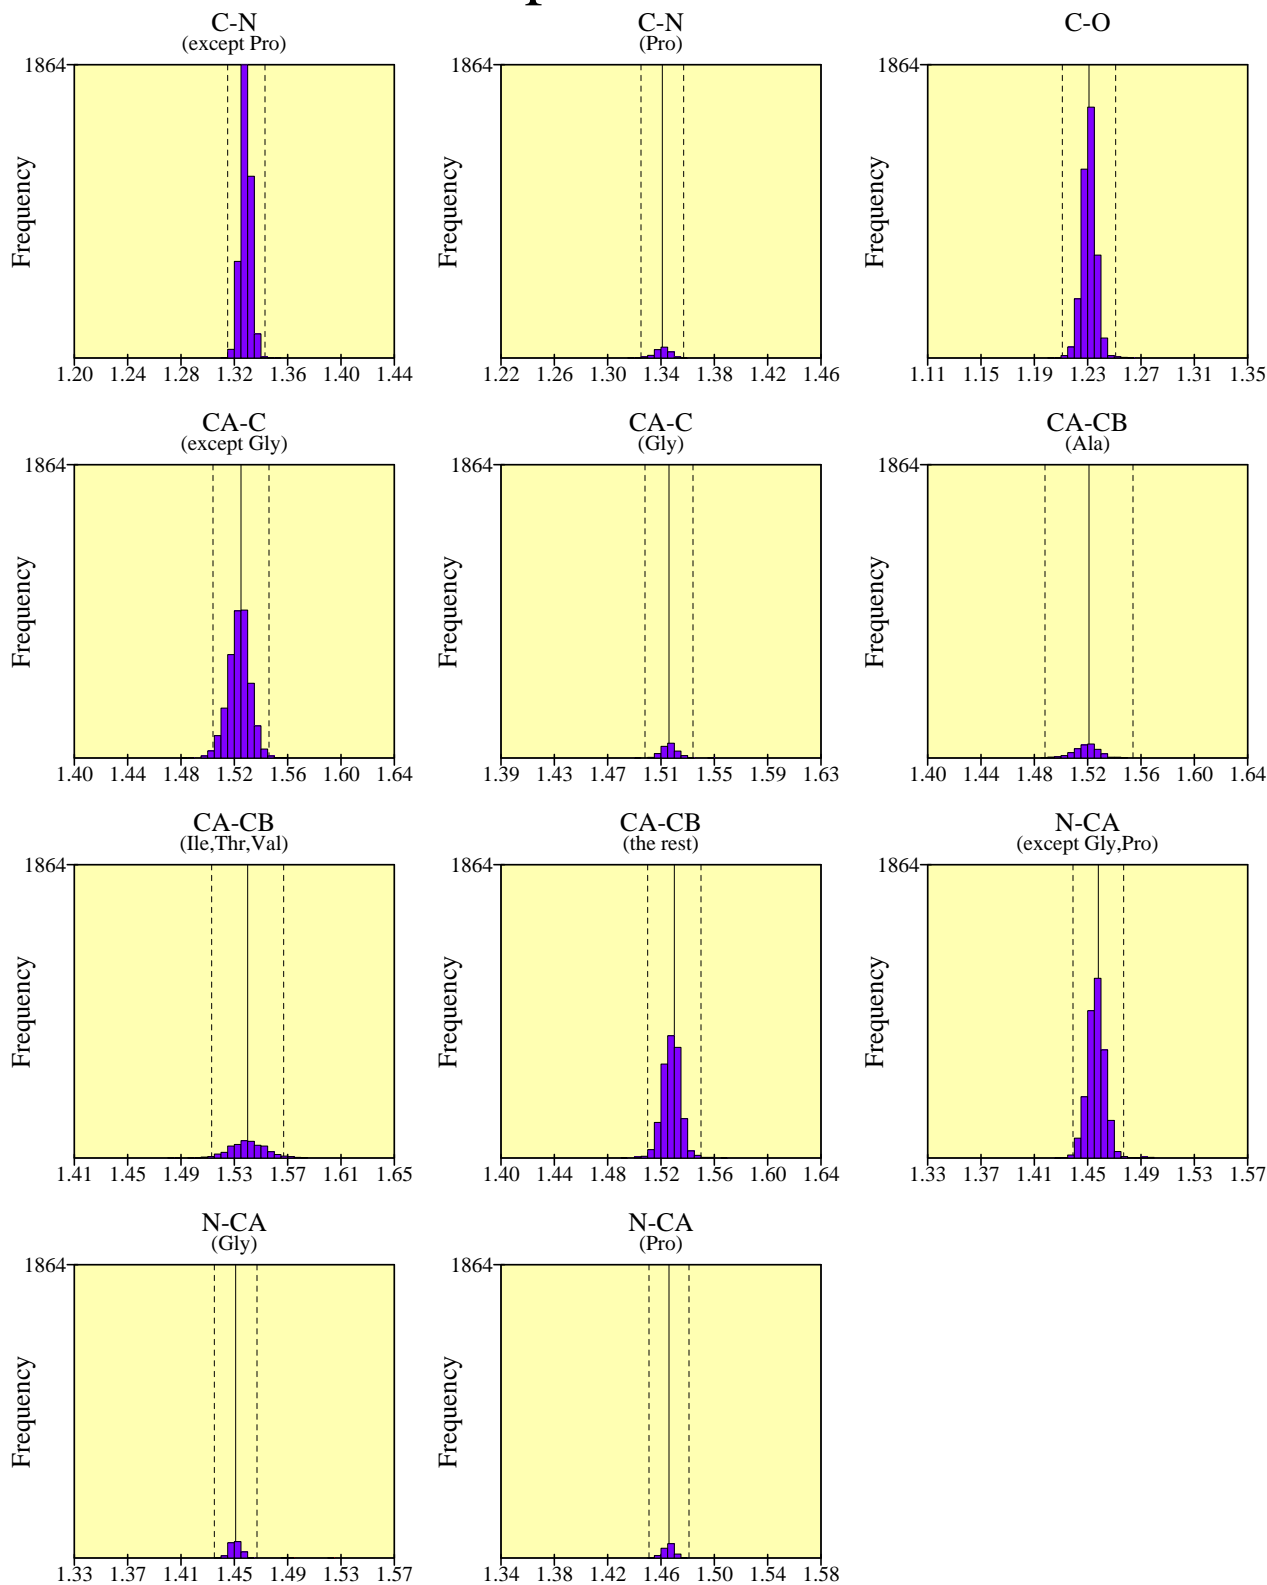 C-N
(except Pro)
C-N
(Pro)
C-O
1864
1864
1864
Frequency
Frequency
Frequency
1.20 1.24 1.28 1.32 1.36 1.40 1.44
1.22 1.26 1.30 1.34 1.38 1.42 1.46
1.11 1.15 1.19 1.23 1.27 1.31 1.35
CA-C
(except Gly)
CA-C
(Gly)
CA-CB
(Ala)
1864
1864
1864
Frequency
Frequency
Frequency
1.40 1.44 1.48 1.52 1.56 1.60 1.64
1.39 1.43 1.47 1.51 1.55 1.59 1.63
1.40 1.44 1.48 1.52 1.56 1.60 1.64
CA-CB
(Ile,Thr,Val)
CA-CB
(the rest)
N-CA
(except Gly,Pro)
1864
1864
1864
Frequency
Frequency
Frequency
1.41 1.45 1.49 1.53 1.57 1.61 1.65
1.40 1.44 1.48 1.52 1.56 1.60 1.64
1.33 1.37 1.41 1.45 1.49 1.53 1.57
N-CA
(Gly)
N-CA
(Pro)
1864
1864
Frequency
Frequency
1.33 1.37 1.41 1.45 1.49 1.53 1.57
1.34 1.38 1.42 1.46 1.50 1.54 1.58